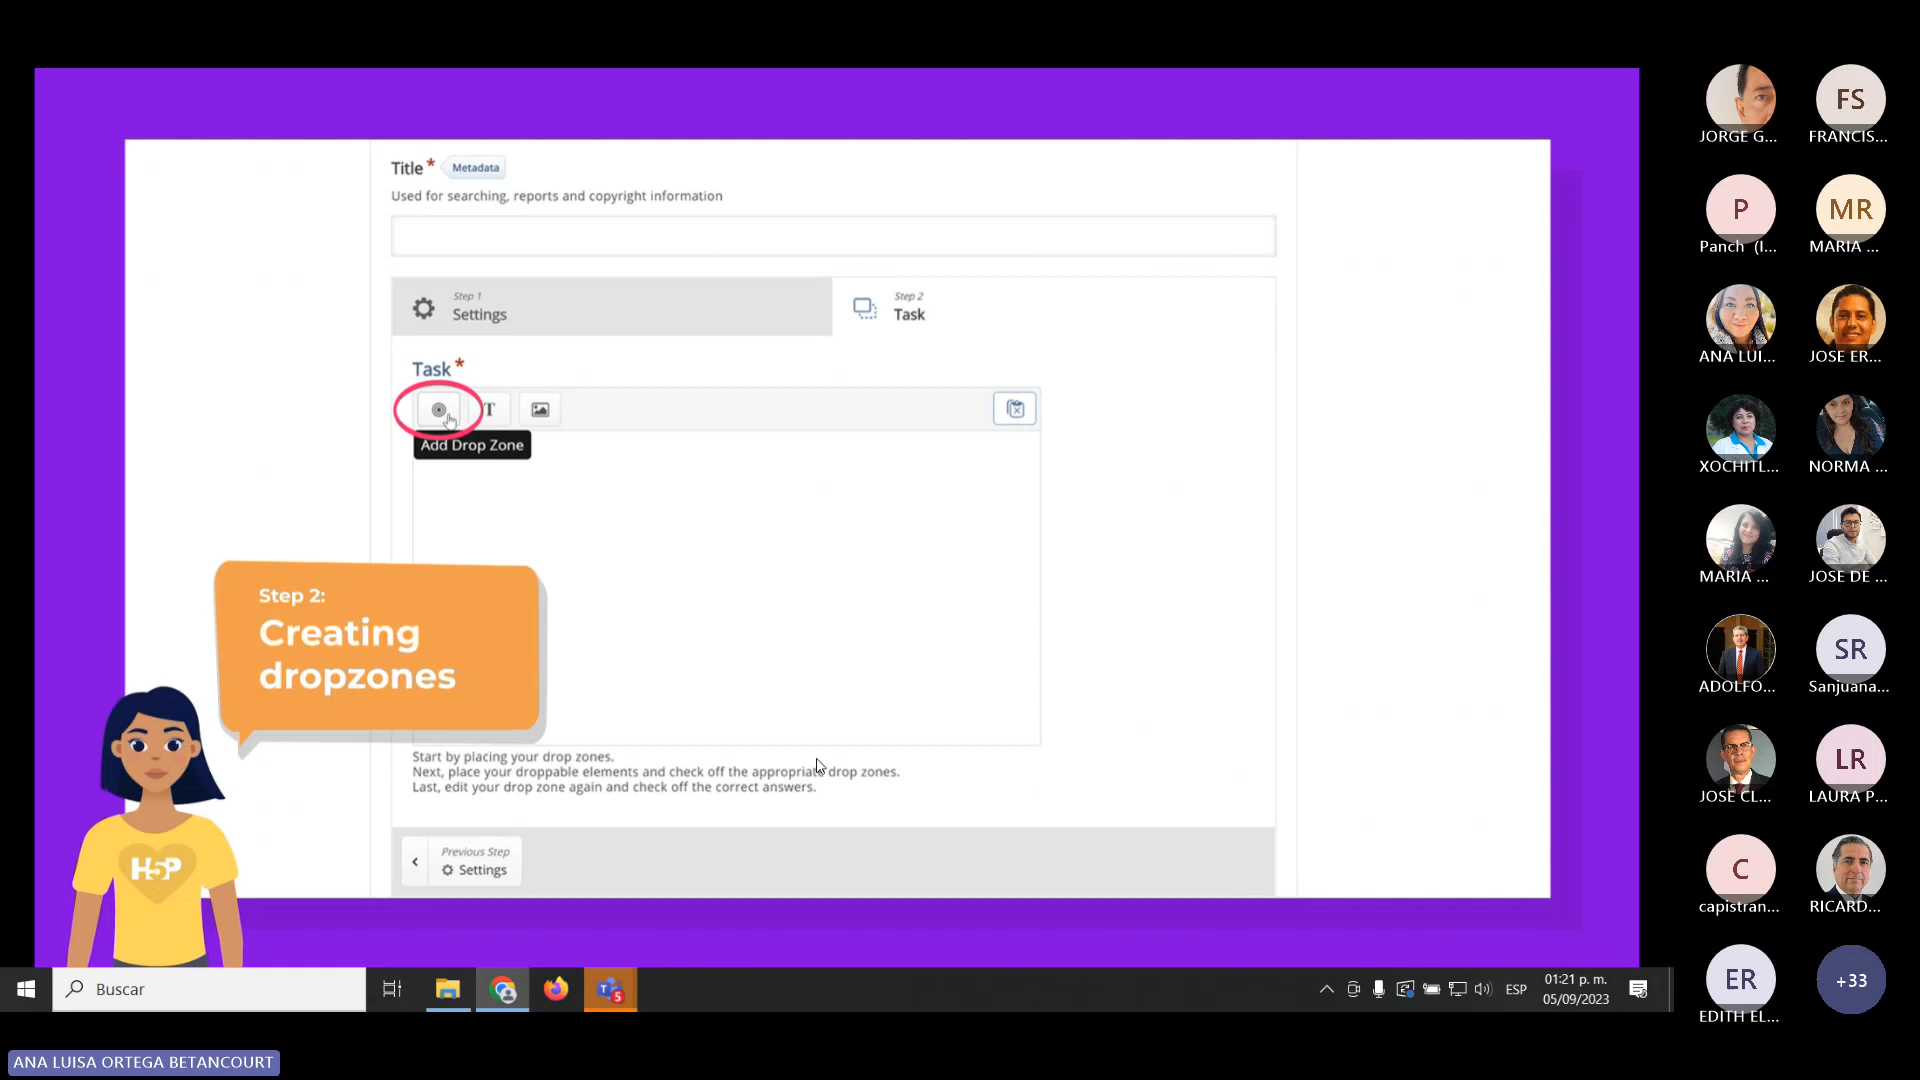 Title *
Metadata
Used for searching, reports and copyright information
Step 1
Settings
Step 2
Task
Task *
T
Add Drop Zone
Step 2:
Creating
dropzones
Start by placing your drop zones.
Next, place your droppable elements and check off the appropriate drop zones.
Last, edit your drop zone again and check off the correct answers.
Previous Step
Settings
H5P
Buscar
T
5
ESP
01:21 p. m.
05/09/2023
ANA LUISA ORTEGA BETANCOURT
JORGE G...
FS
FRANCIS...
P
Panch (I...
MR
MARIA ...
ANA LUI...
JOSE ER...
XOCHITL...
NORMA ...
MARIA ...
JOSE DE ...
ADOLFO...
SR
Sanjuana...
JOSE CL...
LR
LAURA P...
C
capistran...
RICARD...
ER
EDITH EL...
+33